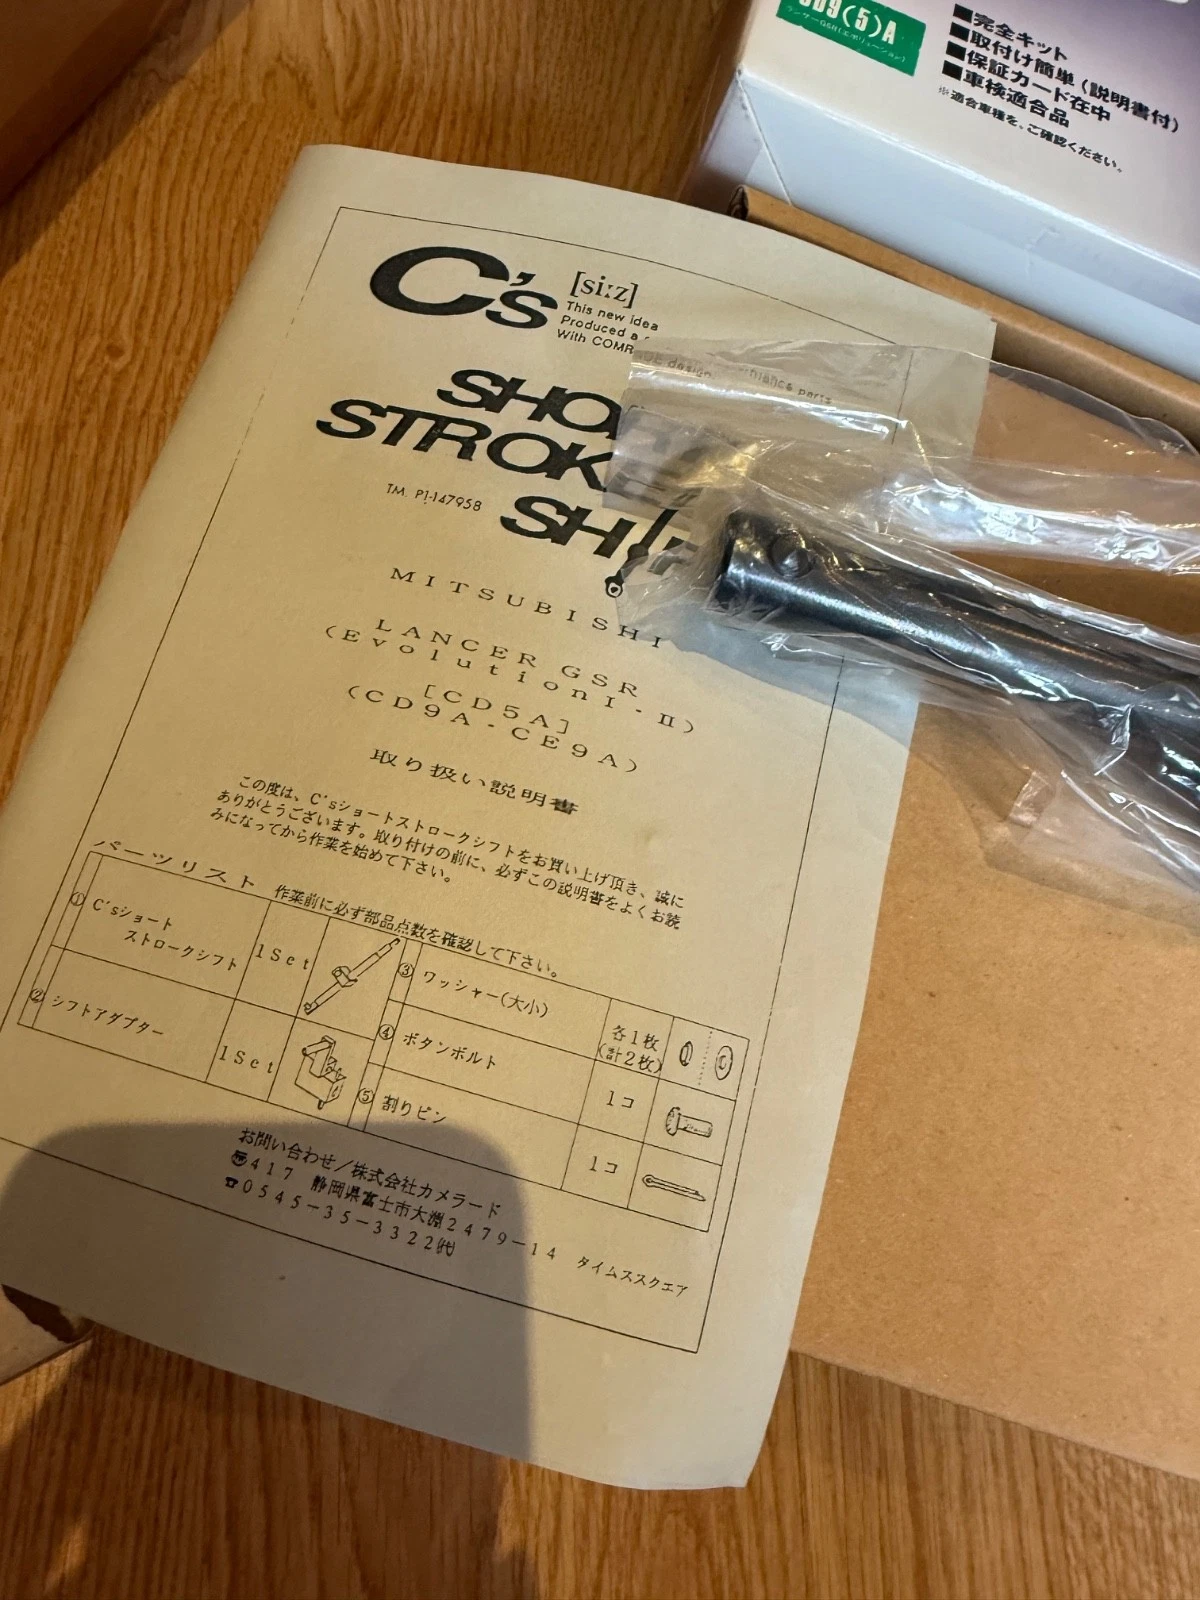 (5)A
■完全キット
■取付け簡単(説明書付)
■保証カード在中
■車検適合品
※適合車種を、ご確認ください。
C's
[si:z]
This new idea
Produced a
With
STROK
TM. P1-147958
MITSUBISHI
LANCER GSR
(EvolutionI-II)
[CD5A]
(CD9A-CE9A)
取り扱い説明書
この度は、C'sショートストロークシフトをお買い上げ頂き、誠に
ありがとうございます。取り付けの前に、必ずこの説明書をよくお読
みになってから作業を始めて下さい。
パーツリスト 作業前に必ず部品点数を確認して下さい。
① C'sショート
ストロークシフト
1Set
② シフトアダプター
1Set
③ ワッシャー(大小)
各1枚
(計2枚)
④ ボタンボルト
1コ
⑤ 割りピン
1コ
お問い合わせ/株式会社カメラード
〠417 静岡県富士市大淵2479-14 タイムススクエア
☎0545-35-3322㈹
parts